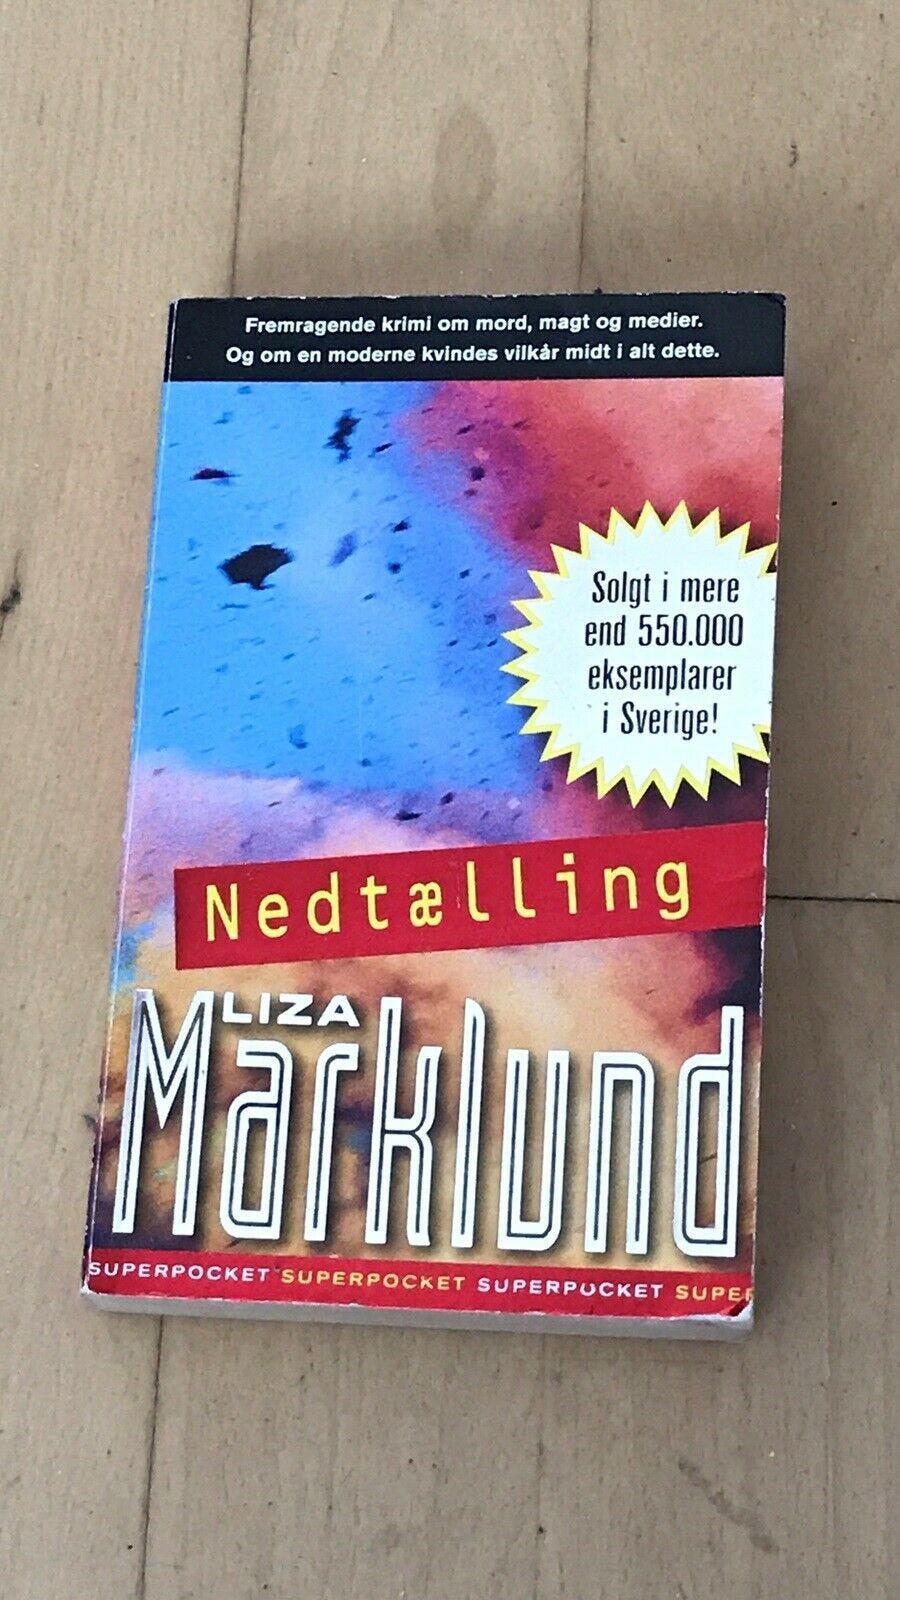 Fremragende krimi om mord, magt og medier.
Og om en moderne kvindes vilkår midt i alt dette.
Solgt i mere
end 550.000
eksemplarer
i Sverige!
Nedtælling
LIZA
Marklund
SUPERPOCKET SUPERPOCKET SUPERPOCKET SUPER